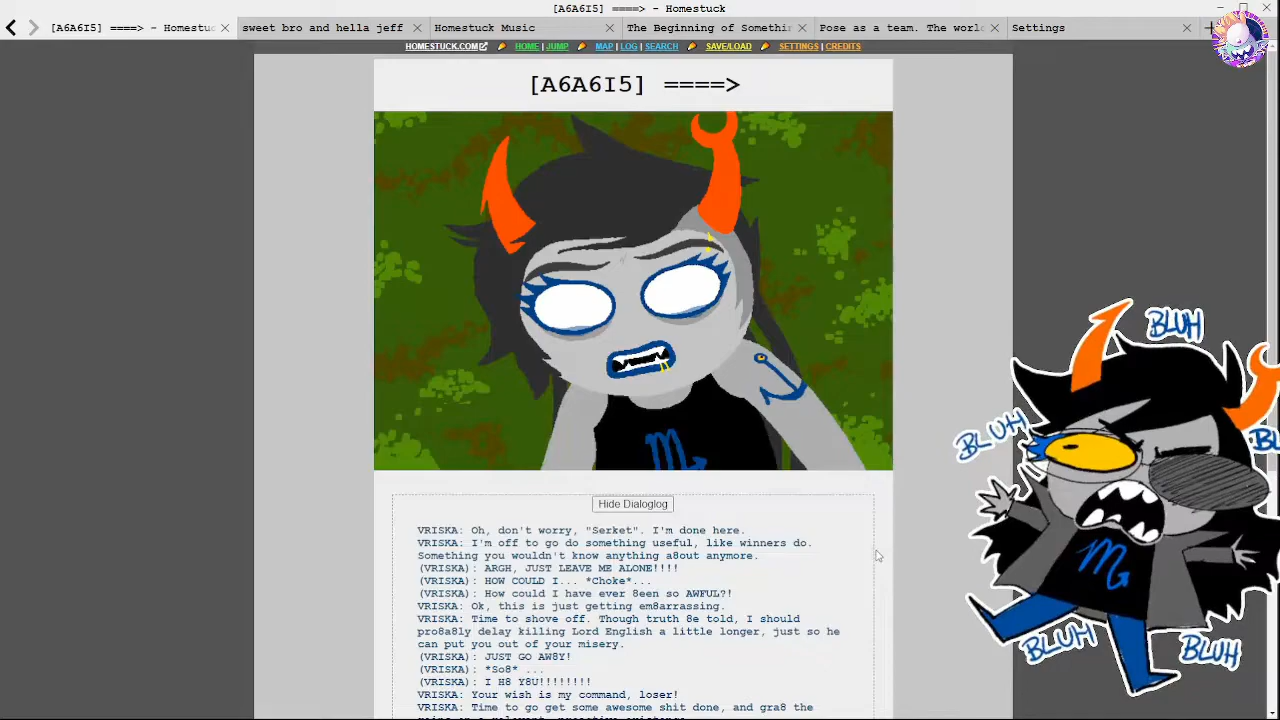 [A6A6I5] ====> - Homestuck
[A6A6I5] ====> - Homestuc
sweet bro and hella jeff
Homestuck Music
The Beginning of Somethin
Pose as a team. The world
Settings
HOMESTUCK.COM HOME | JUMP MAP | LOG | SEARCH SAVE/LOAD SETTINGS | CREDITS
[A6A6I5] ====>
BLUH
BLUH
BLUH
BLUH
Hide Dialoglog
VRISKA: Oh, don't worry, "Serket". I'm done here.
VRISKA: I'm off to go do something useful, like winners do.
Something you wouldn't know anything a8out anymore.
(VRISKA): ARGH, JUST LEAVE ME ALONE!!!!
(VRISKA): HOW COULD I... *Choke*...
(VRISKA): How could I have ever 8een so AWFUL?!
VRISKA: Ok, this is just getting em8arrassing.
VRISKA: Time to shove off. Though truth 8e told, I should
pro8a8ly delay killing Lord English a little longer, just so he
can put you out of your misery.
(VRISKA): JUST GO AW8Y!
(VRISKA): *So8* ...
(VRISKA): I H8 Y8U!!!!!!!!
VRISKA: Your wish is my command, loser!
VRISKA: Time to go get some awesome shit done, and gra8 the